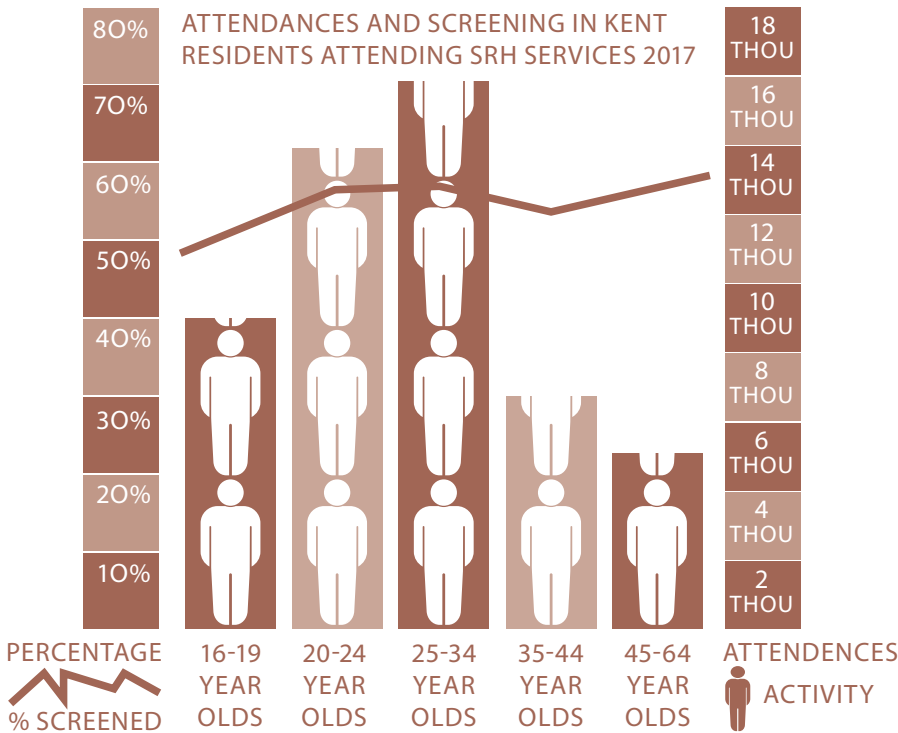 ATTENDANCES AND SCREENING IN KENT
RESIDENTS ATTENDING SRH SERVICES 2017
80%
70%
60%
50%
40%
30%
20%
10%
18
THOU
16
THOU
14
THOU
12
THOU
10
THOU
8
THOU
6
THOU
4
THOU
2
THOU
PERCENTAGE
% SCREENED
16-19
YEAR
OLDS
20-24
YEAR
OLDS
25-34
YEAR
OLDS
35-44
YEAR
OLDS
45-64
YEAR
OLDS
ATTENDENCES
ACTIVITY